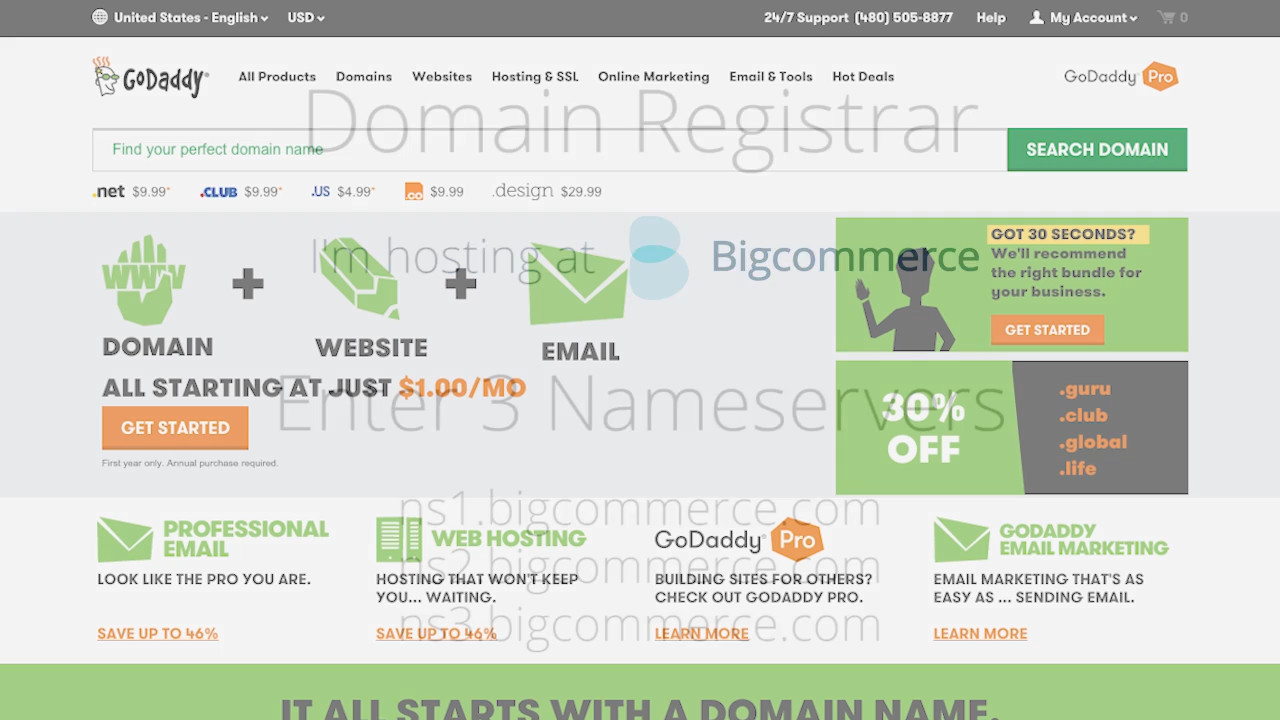 United States - English USD 24/7 Support (480) 505-8877 Help My Account 0
GoDaddy All Products Domains Websites Hosting & SSL Online Marketing Email & Tools Hot Deals GoDaddy Pro
Domain Registrar
Find your perfect domain name SEARCH DOMAIN
.net $9.99* .CLUB $9.99* .US $4.99* .co $9.99 .design $29.99
GOT 30 SECONDS?
We'll recommend
the right bundle for
your business.
GET STARTED
I'm hosting at Bigcommerce
WWW
DOMAIN + WEBSITE + EMAIL
ALL STARTING AT JUST $1.00/MO
Enter 3 Nameservers
GET STARTED
First year only. Annual purchase required.
30%
OFF
.guru
.club
.global
.life
ns1.bigcommerce.com
ns2.bigcommerce.com
ns3.bigcommerce.com
PROFESSIONAL
EMAIL
LOOK LIKE THE PRO YOU ARE.
SAVE UP TO 46%
WEB HOSTING
HOSTING THAT WON'T KEEP
YOU... WAITING.
SAVE UP TO 46%
GoDaddy Pro
BUILDING SITES FOR OTHERS?
CHECK OUT GODADDY PRO.
LEARN MORE
GODADDY
EMAIL MARKETING
EMAIL MARKETING THAT'S AS
EASY AS ... SENDING EMAIL.
LEARN MORE
IT ALL STARTS WITH A DOMAIN NAME.